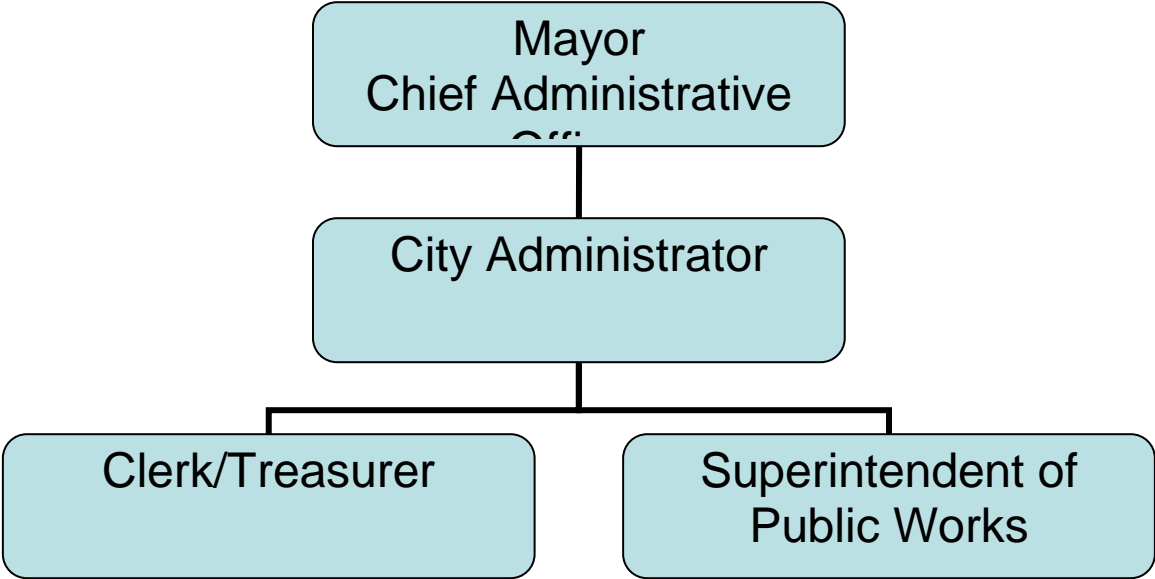 Mayor
Chief Administrative
City Administrator
Clerk/Treasurer
Superintendent of
Public Works